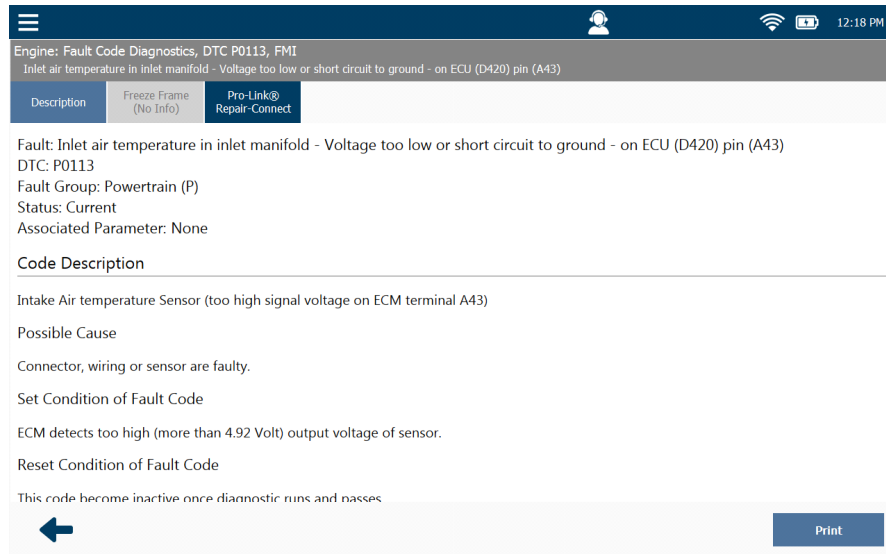 12:18 PM
Engine: Fault Code Diagnostics, DTC P0113, FMI
Inlet air temperature in inlet manifold - Voltage too low or short circuit to ground - on ECU (D420) pin (A43)
Description
Freeze Frame
(No Info)
Pro-Link®
Repair-Connect
Fault: Inlet air temperature in inlet manifold - Voltage too low or short circuit to ground - on ECU (D420) pin (A43)
DTC: P0113
Fault Group: Powertrain (P)
Status: Current
Associated Parameter: None
Code Description
Intake Air temperature Sensor (too high signal voltage on ECM terminal A43)
Possible Cause
Connector, wiring or sensor are faulty.
Set Condition of Fault Code
ECM detects too high (more than 4.92 Volt) output voltage of sensor.
Reset Condition of Fault Code
This code become inactive once diagnostic runs and passes
Print